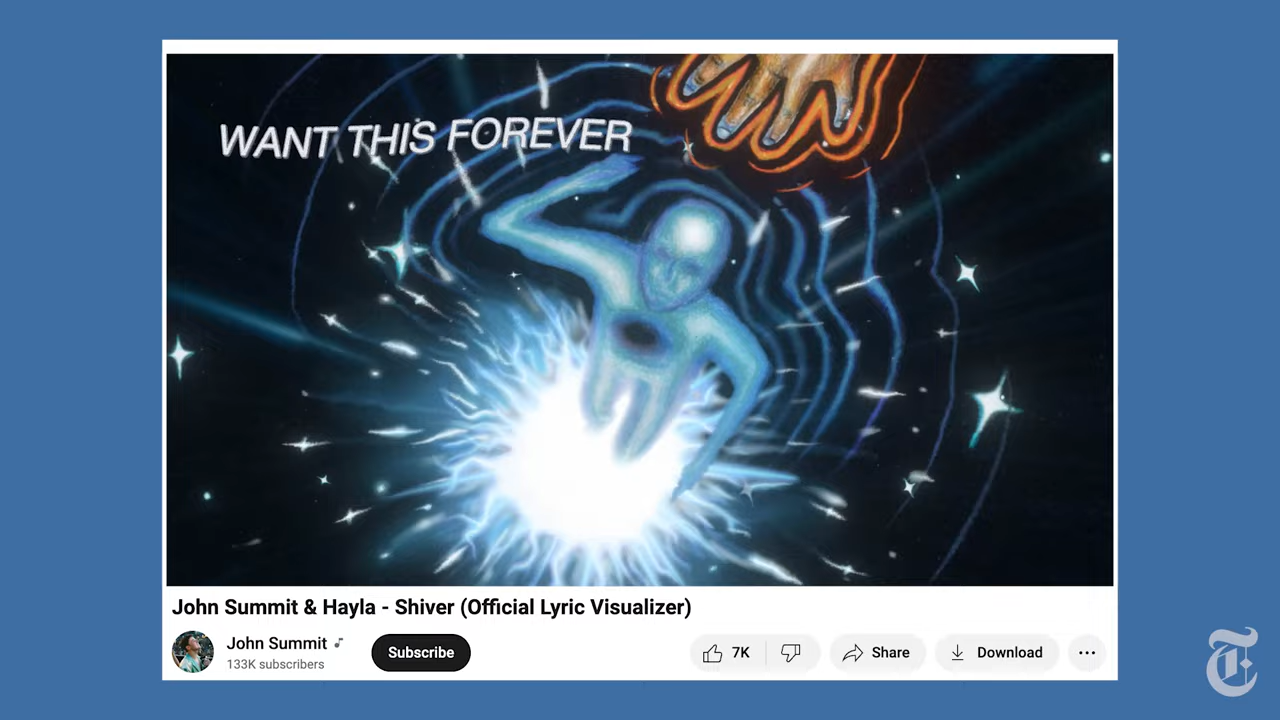 WANT THIS FOREVER
John Summit & Hayla - Shiver (Official Lyric Visualizer)
John Summit
133K subscribers
Subscribe
7K
Share
Download
T